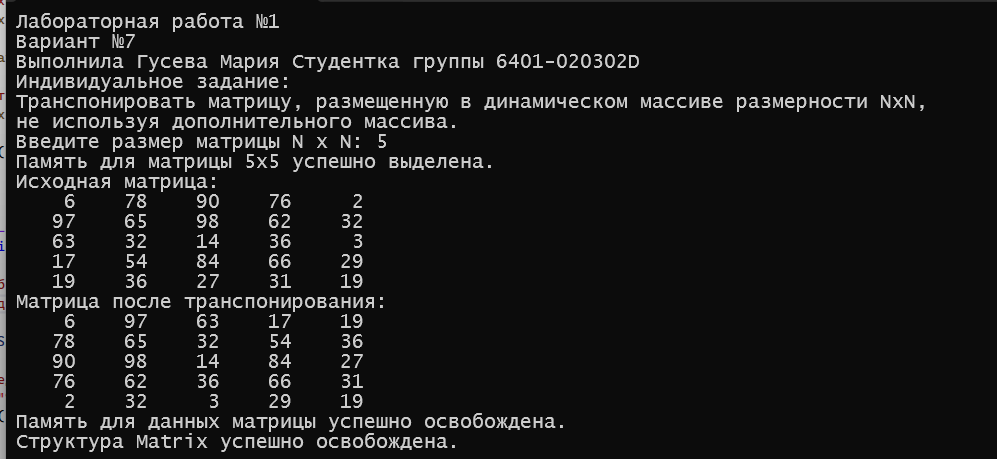 Лабораторная работа №1
Вариант №7
Выполнила Гусева Мария Студентка группы 6401-020302D
Индивидуальное задание:
Транспонировать матрицу, размещенную в динамическом массиве размерности NxN,
не используя дополнительного массива.
Введите размер матрицы N x N: 5
Память для матрицы 5x5 успешно выделена.
Исходная матрица:
6 78 90 76 2
97 65 98 62 32
63 32 14 36 3
17 54 84 66 29
19 36 27 31 19
Матрица после транспонирования:
6 97 63 17 19
78 65 32 54 36
90 98 14 84 27
76 62 36 66 31
2 32 3 29 19
Память для данных матрицы успешно освобождена.
Структура Matrix успешно освобождена.